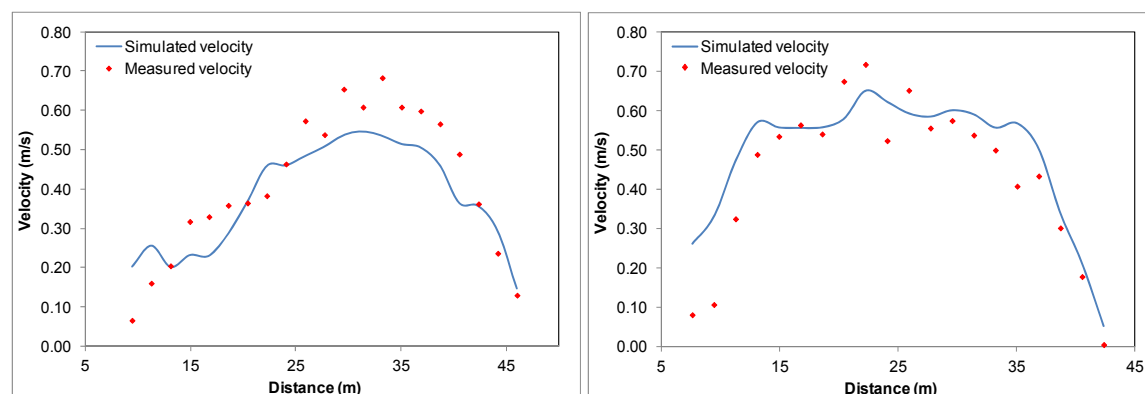 0.80
0.70
0.60
0.50
0.40
0.30
0.20
0.10
0.00
Velocity (m/s)
Simulated velocity
Measured velocity
5 15 25 35 45
Distance (m)
0.80
0.70
0.60
0.50
0.40
0.30
0.20
0.10
0.00
Velocity (m/s)
Simulated velocity
Measured velocity
5 15 25 35 45
Distance (m)